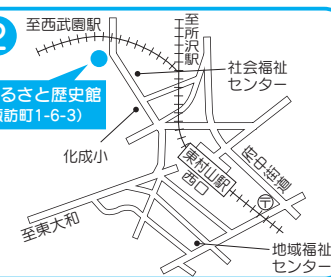 2
至西武園駅
至所沢駅
社会福祉
センター
るさと歴史館
諏訪町1-6-3)
化成小
東村山駅
西口
府中街道
〒
至東大和
地域福祉
センター